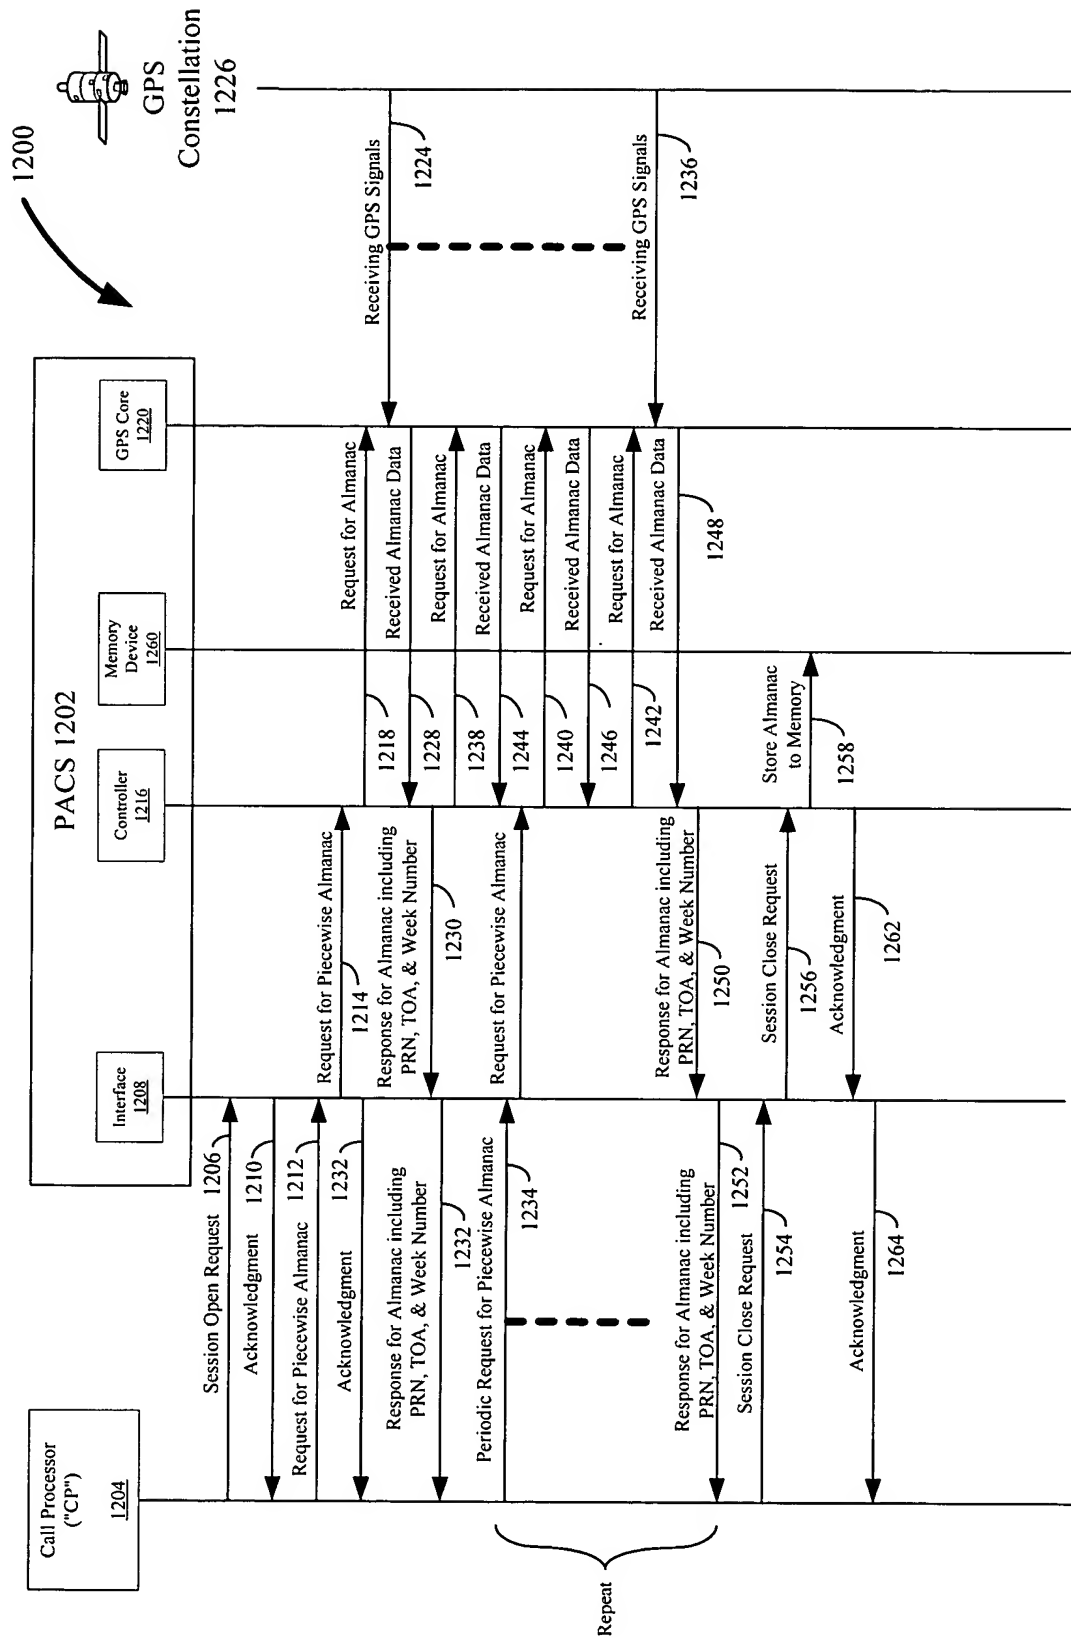 1200
GPS
Constellation
1226
PACS 1202
Call Processor
("CP")
1204
Interface
1208
Controller
1216
Memory
Device
1260
GPS Core
1220
Session Open Request
1206
Acknowledgment
1210
Request for Piecewise Almanac
1212
Request for Piecewise Almanac
1214
Acknowledgment
1232
Request for Almanac
1218
Receiving GPS Signals
1224
Received Almanac Data
1228
Response for Almanac including
PRN, TOA, & Week Number
1230
Response for Almanac including
PRN, TOA, & Week Number
1232
Request for Almanac
1238
Received Almanac Data
1244
Periodic Request for Piecewise Almanac
1234
Request for Piecewise Almanac
Request for Almanac
1240
Received Almanac Data
1246
Request for Almanac
1242
Receiving GPS Signals
1236
Received Almanac Data
1248
Response for Almanac including
PRN, TOA, & Week Number
1250
Response for Almanac including
PRN, TOA, & Week Number
1252
Repeat
Session Close Request
1254
Session Close Request
1256
Store Almanac
to Memory
1258
Acknowledgment
1262
Acknowledgment
1264